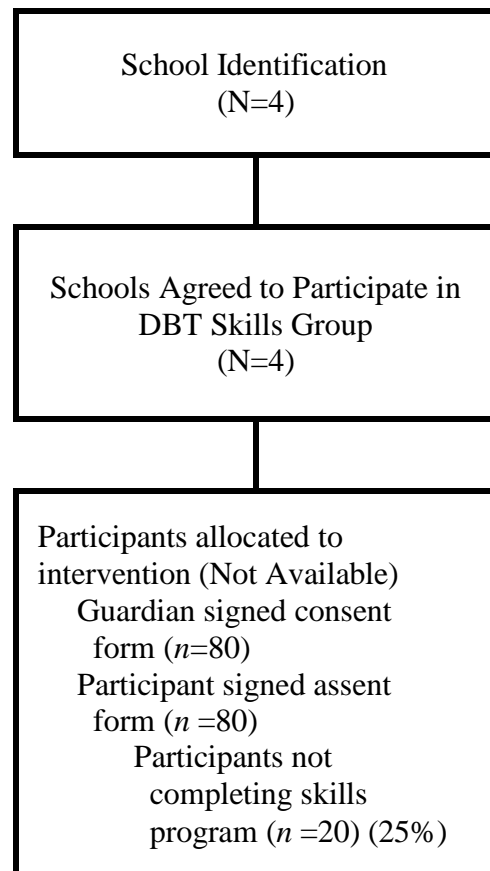 School Identification
(N=4)
Schools Agreed to Participate in
DBT Skills Group
(N=4)
Participants allocated to
intervention (Not Available)
Guardian signed consent
form (n=80)
Participant signed assent
form (n =80)
Participants not
completing skills
program (n =20) (25%)